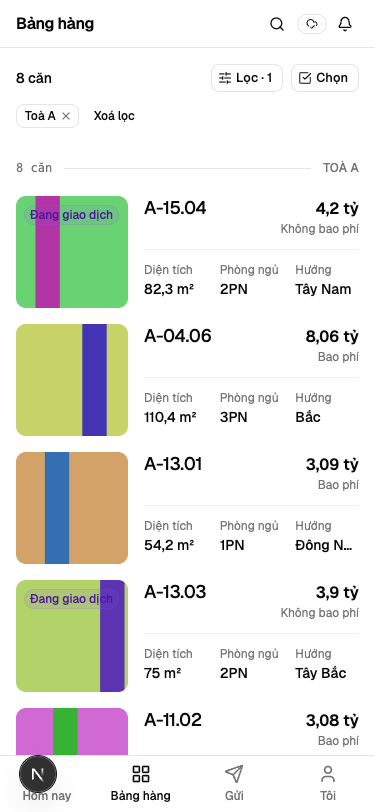 Bảng hàng
8 căn
Lọc · 1
Chọn
Toà A
Xoá lọc
8 căn
TOÀ A
Đang giao dịch
A-15.04
4,2 tỷ
Không bao phí
Diện tích Phòng ngủ Hướng
82,3 m² 2PN Tây Nam
A-04.06
8,06 tỷ
Bao phí
Diện tích Phòng ngủ Hướng
110,4 m² 3PN Bắc
A-13.01
3,09 tỷ
Bao phí
Diện tích Phòng ngủ Hướng
54,2 m² 1PN Đông N...
Đang giao dịch
A-13.03
3,9 tỷ
Không bao phí
Diện tích Phòng ngủ Hướng
75 m² 2PN Tây Bắc
A-11.02
3,08 tỷ
Bao phí
N
Hôm nay Bảng hàng Gửi Tôi